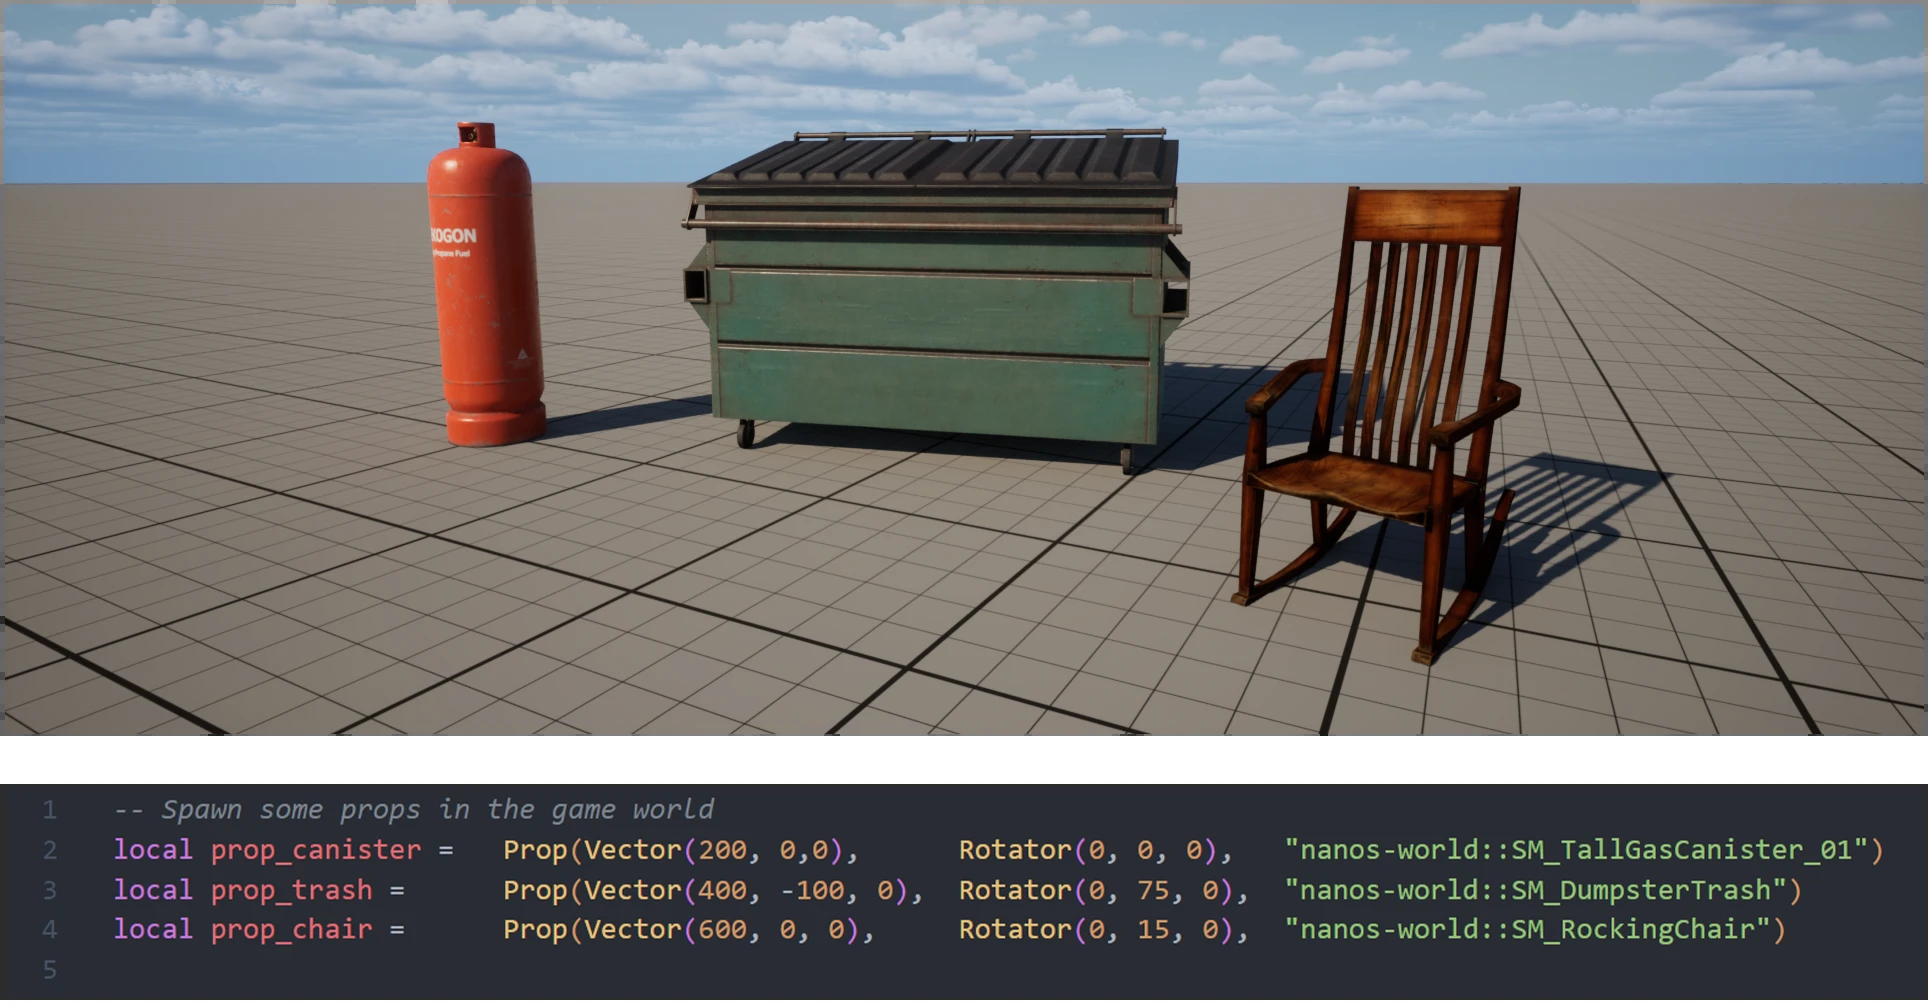 KOGON
Propane Fuel
1 -- Spawn some props in the game world
2 local prop_canister = Prop(Vector(200, 0,0), Rotator(0, 0, 0), "nanos-world::SM_TallGasCanister_01")
3 local prop_trash = Prop(Vector(400, -100, 0), Rotator(0, 75, 0), "nanos-world::SM_DumpsterTrash")
4 local prop_chair = Prop(Vector(600, 0, 0), Rotator(0, 15, 0), "nanos-world::SM_RockingChair")
5